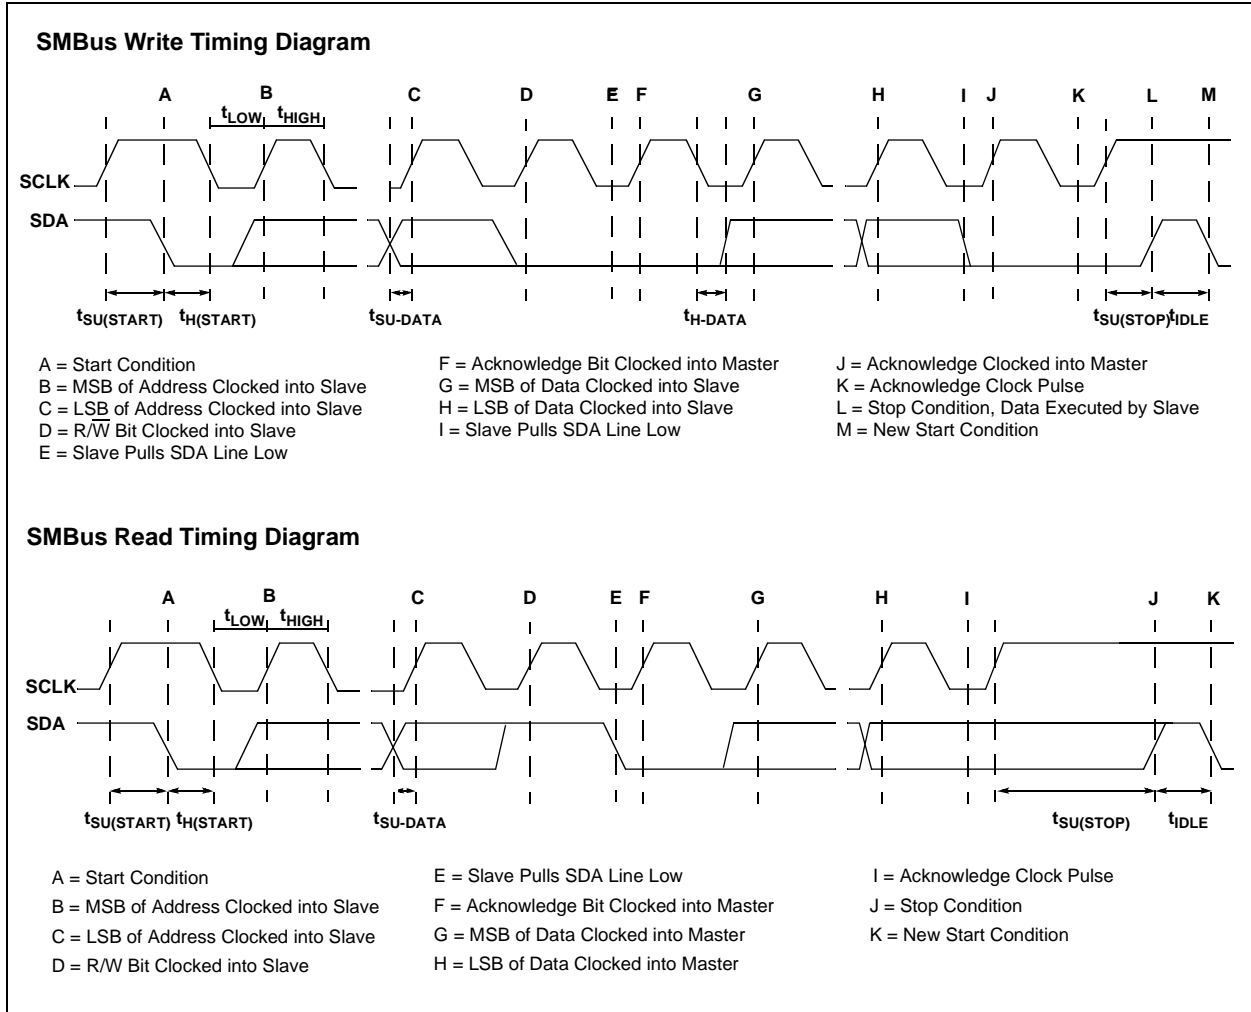 SMBus Write Timing Diagram
A B C D E F G H I J K L M
tLOW tHIGH
SCLK
SDA
tSU(START) tH(START) tSU-DATA tH-DATA tSU(STOP) tIDLE
A = Start Condition
B = MSB of Address Clocked into Slave
C = LSB of Address Clocked into Slave
D = R/W̅ Bit Clocked into Slave
E = Slave Pulls SDA Line Low
F = Acknowledge Bit Clocked into Master
G = MSB of Data Clocked into Slave
H = LSB of Data Clocked into Slave
I = Slave Pulls SDA Line Low
J = Acknowledge Clocked into Master
K = Acknowledge Clock Pulse
L = Stop Condition, Data Executed by Slave
M = New Start Condition
SMBus Read Timing Diagram
A B C D E F G H I J K
tLOW tHIGH
SCLK
SDA
tSU(START) tH(START) tSU-DATA tSU(STOP) tIDLE
A = Start Condition
B = MSB of Address Clocked into Slave
C = LSB of Address Clocked into Slave
D = R/W Bit Clocked into Slave
E = Slave Pulls SDA Line Low
F = Acknowledge Bit Clocked into Master
G = MSB of Data Clocked into Master
H = LSB of Data Clocked into Master
I = Acknowledge Clock Pulse
J = Stop Condition
K = New Start Condition